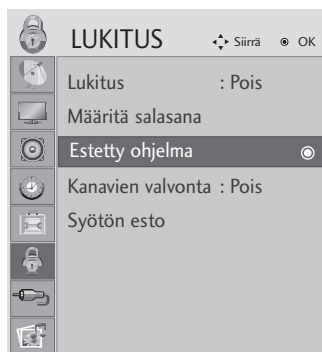 LUKITUS Siirrä OK
Lukitus : Pois
Määritä salasana
Estetty ohjelma
Kanavien valvonta : Pois
Syötön esto